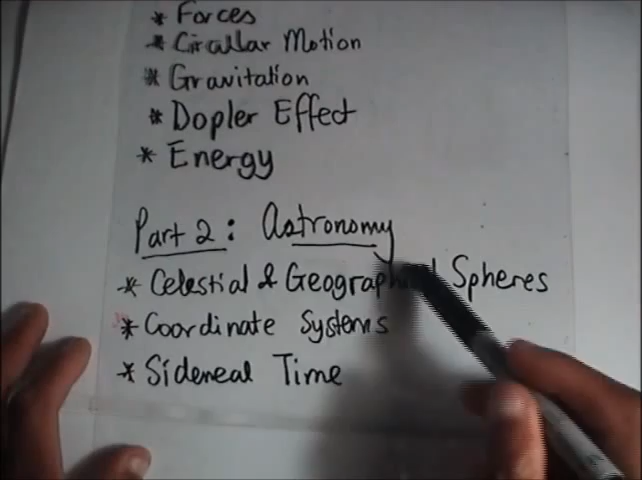 * Forces
* Circular Motion
* Gravitation
* Dopler Effect
* Energy
Part 2: Astronomy
* Celestial & Geographical Spheres
* Coordinate Systems
* Sidereal Time